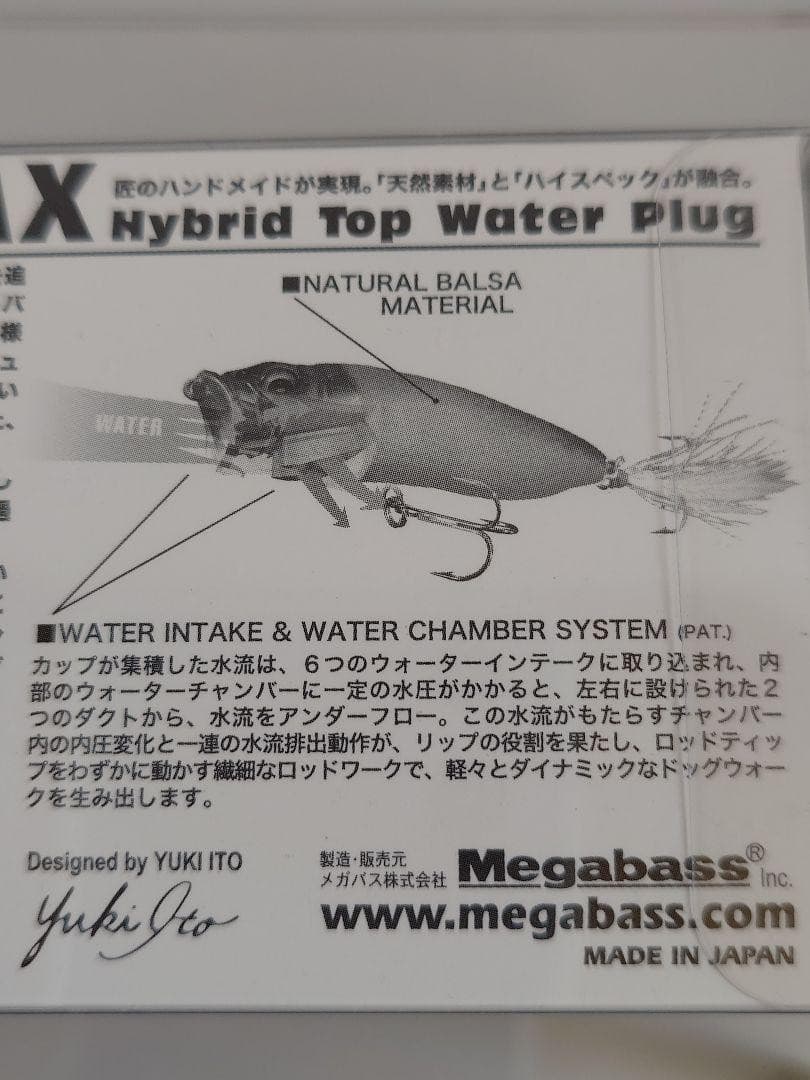 AX
匠のハンドメイドが実現。「天然素材」と「ハイスペック」が融合。
Hybrid Top Water Plug
追
バ
様
ュ
い
し
■NATURAL BALSA
MATERIAL
WATER
■WATER INTAKE & WATER CHAMBER SYSTEM (PAT.)
カップが集積した水流は、６つのウォーターインテークに取り込まれ、内
部のウォーターチャンバーに一定の水圧がかかると、左右に設けられた２
つのダクトから、水流をアンダーフロー。この水流がもたらすチャンバー
内の内圧変化と一連の水流排出動作が、リップの役割を果たし、ロッドティッ
プをわずかに動かす繊細なロッドワークで、軽々とダイナミックなドッグウォー
クを生み出します。
Designed by YUKI ITO
Yuki Ito
製造・販売元
メガバス株式会社
Megabass® Inc.
www.megabass.com
MADE IN JAPAN